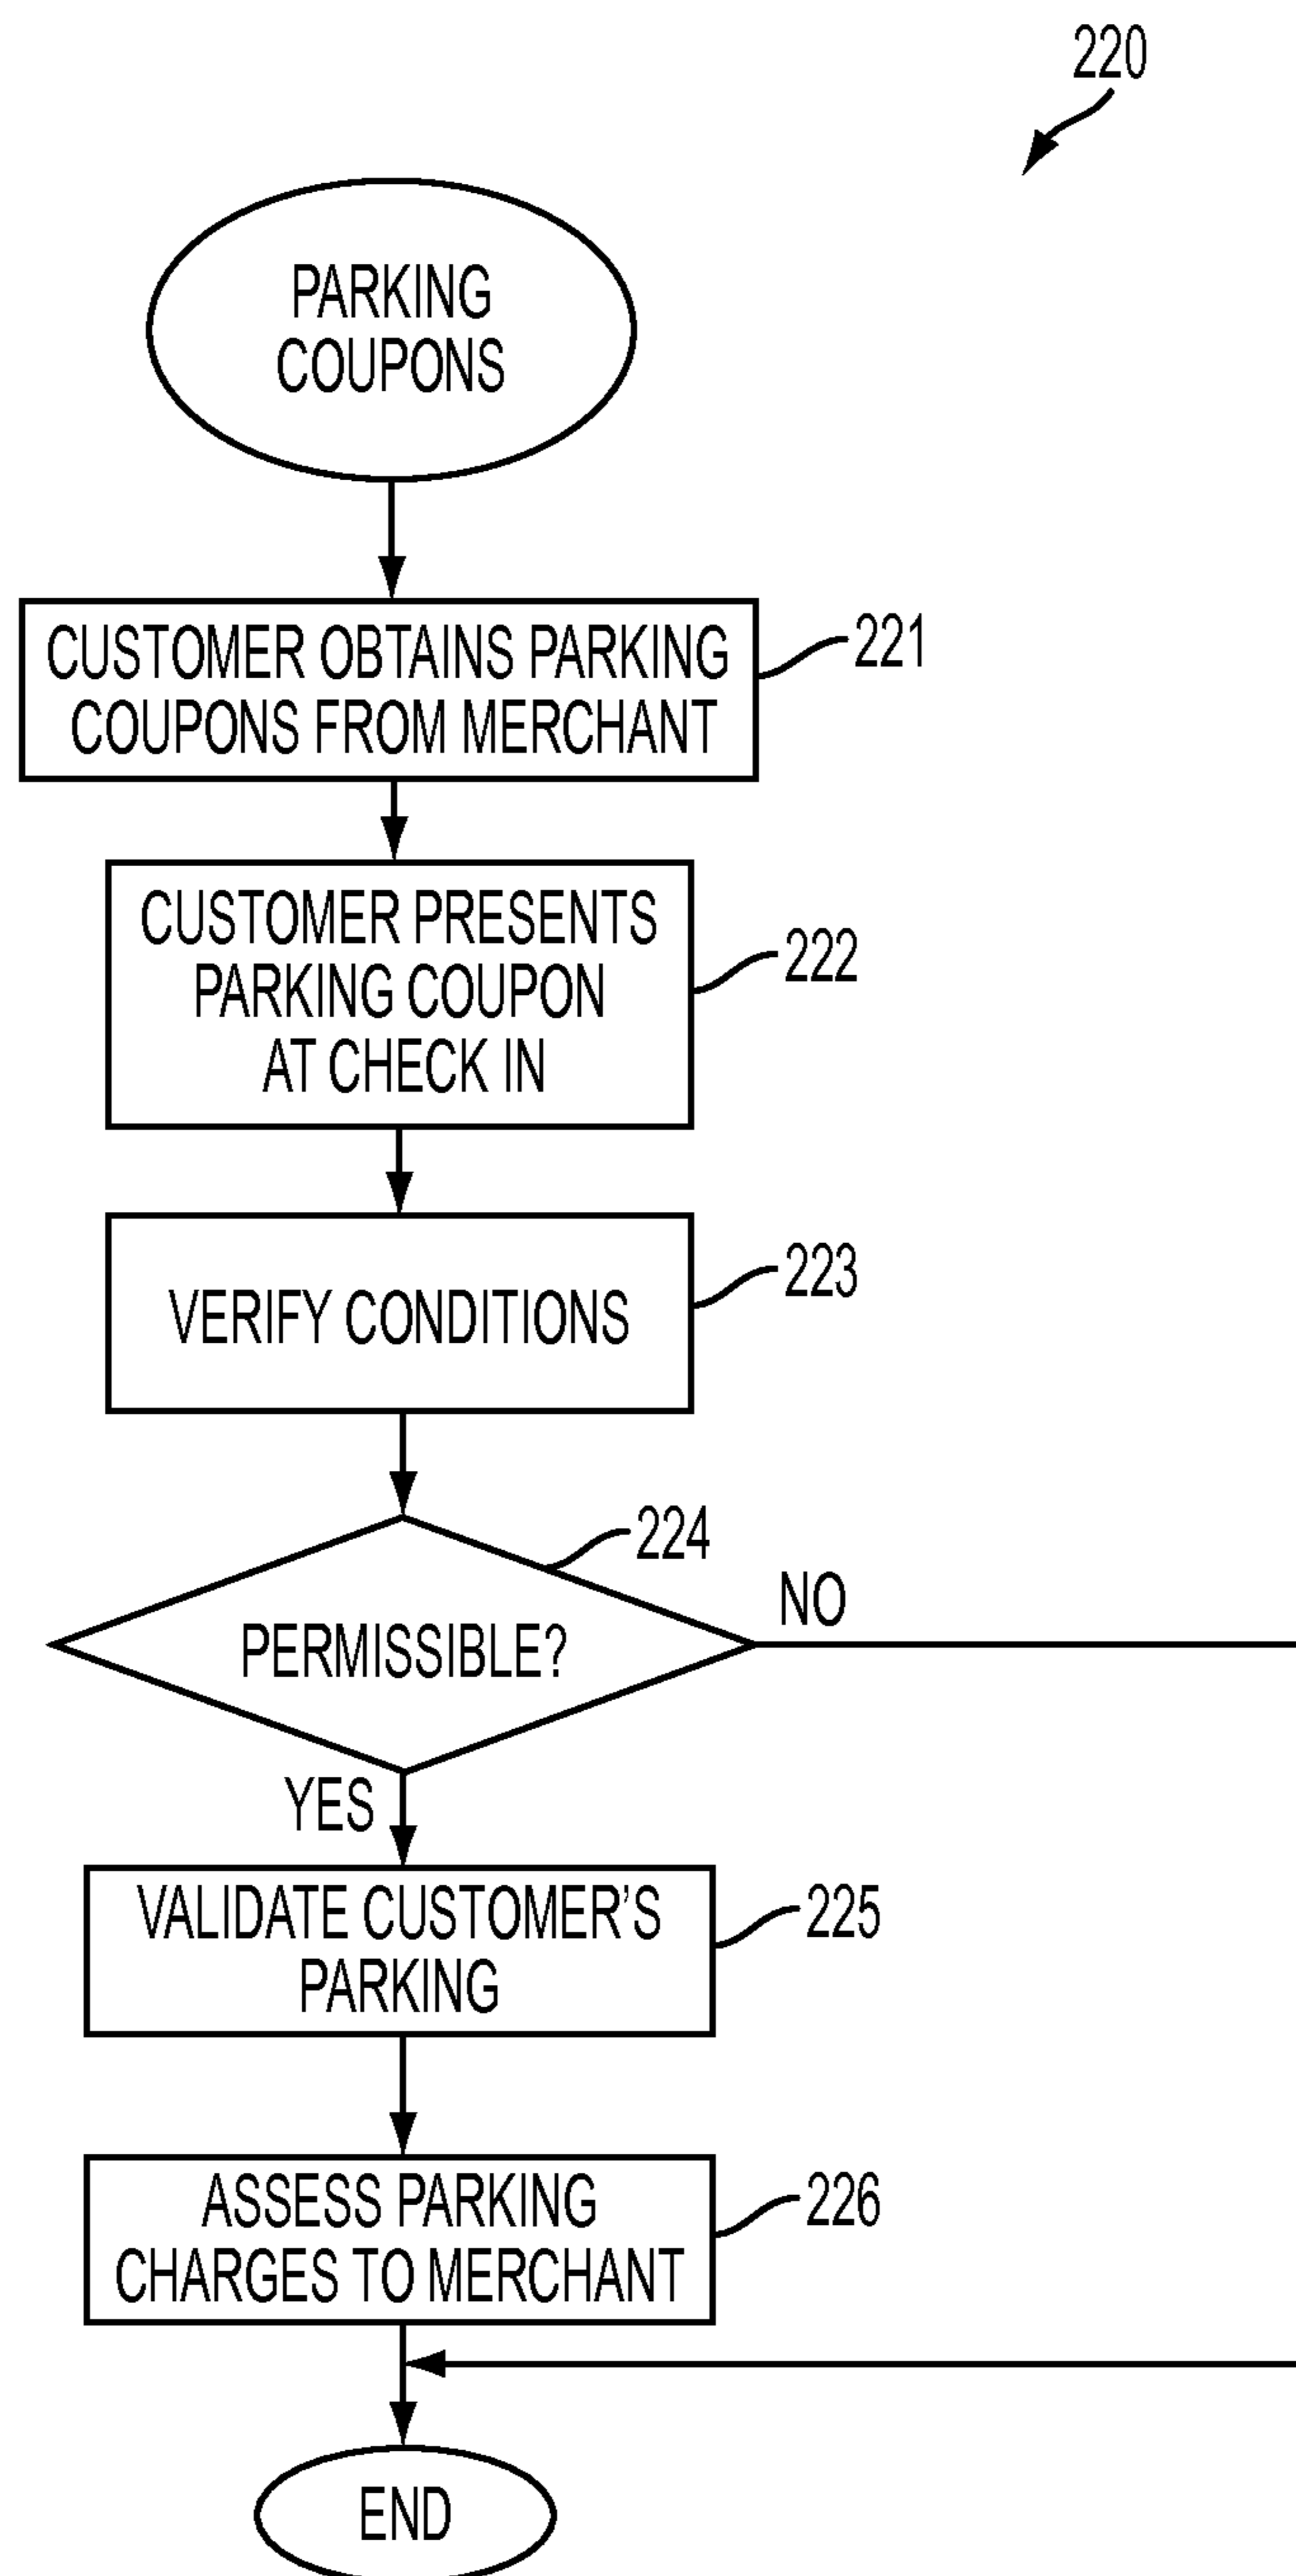 220
PARKING
COUPONS
CUSTOMER OBTAINS PARKING
COUPONS FROM MERCHANT
221
CUSTOMER PRESENTS
PARKING COUPON
AT CHECK IN
222
VERIFY CONDITIONS
223
224
PERMISSIBLE?
NO
YES
VALIDATE CUSTOMER'S
PARKING
225
ASSESS PARKING
CHARGES TO MERCHANT
226
END